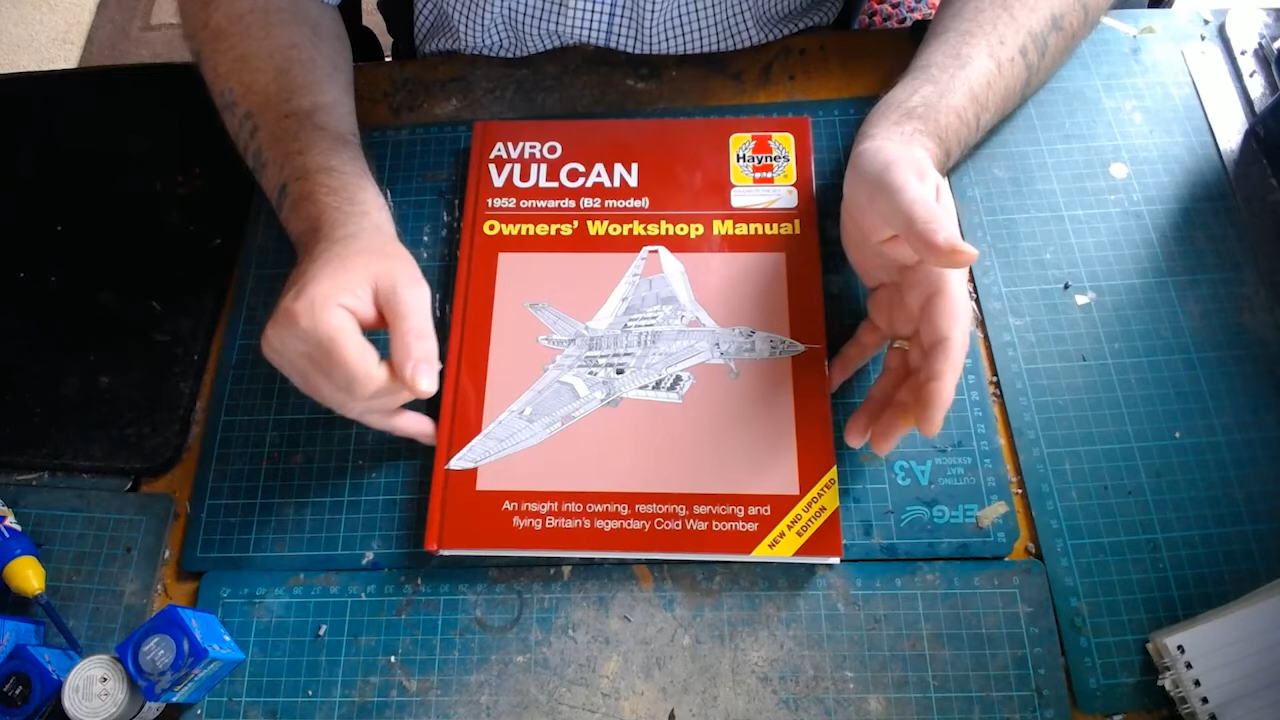 AVRO
VULCAN
1952 onwards (B2 model)
Haynes
Owners' Workshop Manual
An insight into owning, restoring, servicing and
flying Britain's legendary Cold War bomber
NEW AND UPDATED
EDITION
A3
CUTTING
MAT
45X30CM
EFG